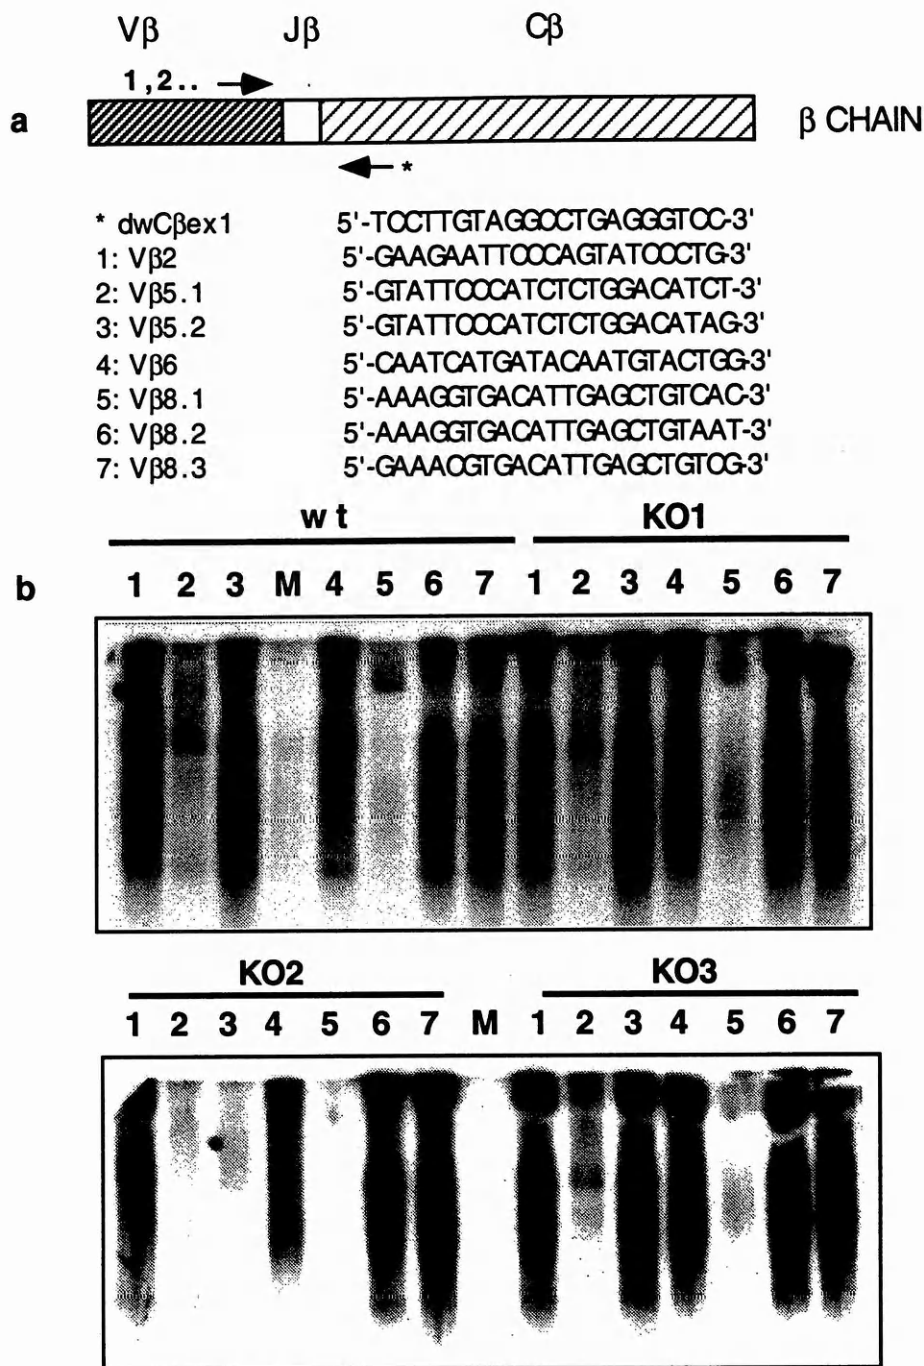 Vβ Jβ Cβ
1,2..
a β CHAIN
*
* dwCβex1 5'-TCCTTGTAGGCCTGAGGGTCC-3'
1: Vβ2 5'-GAAGAATTCCCAGTATCCCTG-3'
2: Vβ5.1 5'-GTATTCCCATCTCTGGACATCT-3'
3: Vβ5.2 5'-GTATTCCCATCTCTGGACATAG-3'
4: Vβ6 5'-CAATCATGATACAATGTACTGG-3'
5: Vβ8.1 5'-AAAGGTGACATTGAGCTGTCAC-3'
6: Vβ8.2 5'-AAAGGTGACATTGAGCTGTAAT-3'
7: Vβ8.3 5'-GAAACGTGACATTGAGCTGTCG-3'
wt KO1
b 1 2 3 M 4 5 6 7 1 2 3 4 5 6 7
KO2 KO3
1 2 3 4 5 6 7 M 1 2 3 4 5 6 7